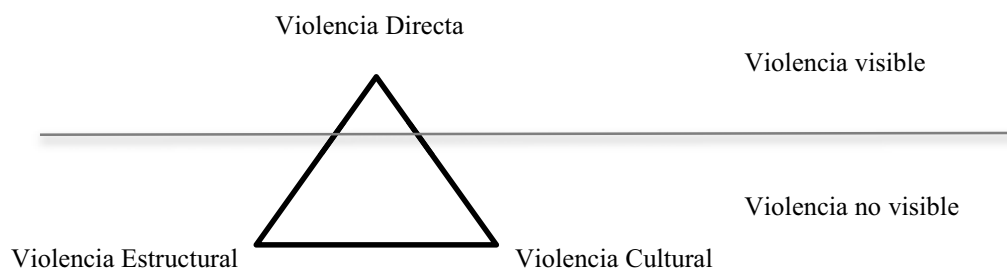 Violencia Directa
Violencia visible
Violencia no visible
Violencia Estructural
Violencia Cultural